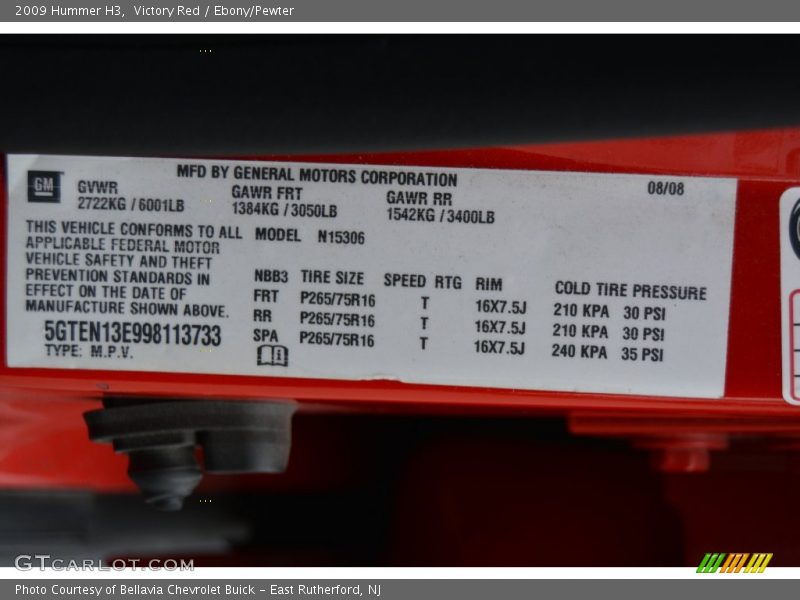 2009 Hummer H3,  Victory Red / Ebony/Pewter
MFD BY GENERAL MOTORS CORPORATION
08/08
GM
GVWR
2722KG / 6001LB
GAWR FRT
1384KG / 3050LB
GAWR RR
1542KG / 3400LB
THIS VEHICLE CONFORMS TO ALL
APPLICABLE FEDERAL MOTOR
VEHICLE SAFETY AND THEFT
PREVENTION STANDARDS IN
EFFECT ON THE DATE OF
MANUFACTURE SHOWN ABOVE.
5GTEN13E998113733
TYPE: M.P.V.
MODEL N15306
NBB3 TIRE SIZE SPEED RTG RIM COLD TIRE PRESSURE
FRT P265/75R16 T 16X7.5J 210 KPA 30 PSI
RR P265/75R16 T 16X7.5J 210 KPA 30 PSI
SPA P265/75R16 T 16X7.5J 240 KPA 35 PSI
GTCARLOT.COM
Photo Courtesy of Bellavia Chevrolet Buick - East Rutherford, NJ